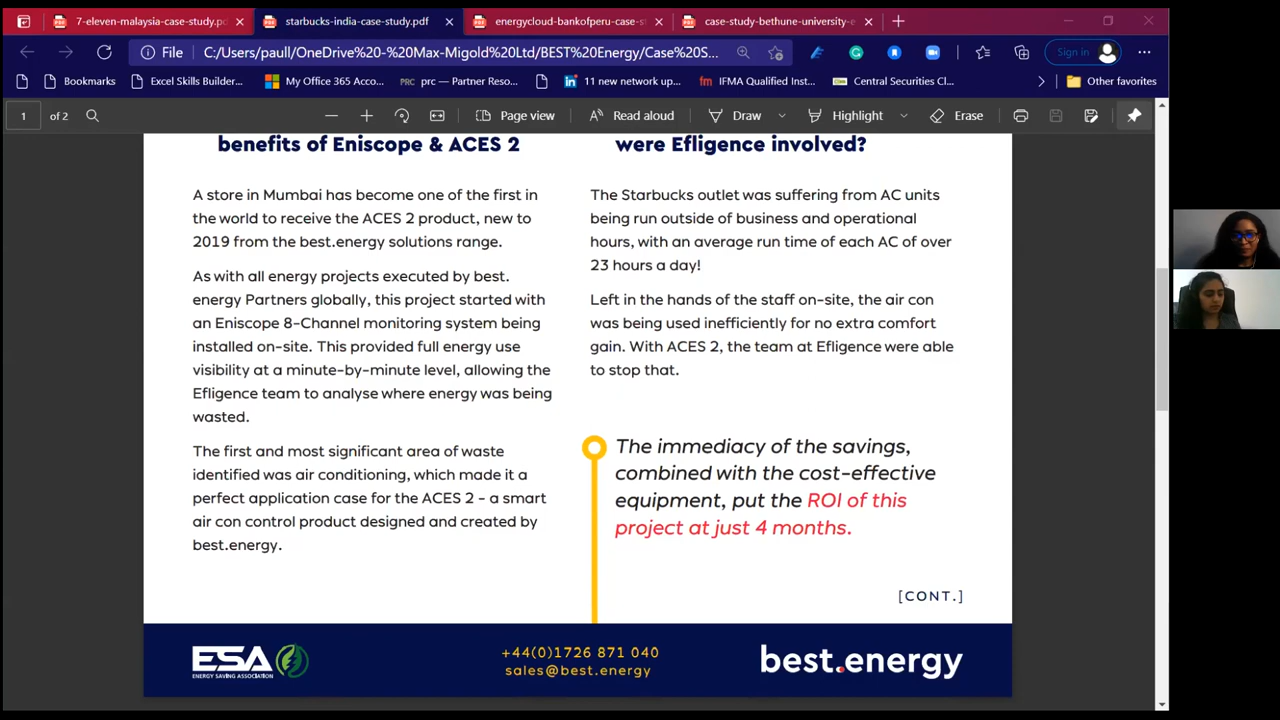 7-eleven-malaysia-case-study.pd
starbucks-india-case-study.pdf
energycloud-bankofperu-case-s
case-study-bethune-university-e
File
C:/Users/paull/OneDrive%20-%20Max-Migold%20Ltd/BEST%20Energy/Case%20S...
Sign in
Bookmarks
Excel Skills Builder...
My Office 365 Acco...
PRC prc — Partner Reso...
in 11 new network up...
fm IFMA Qualified Inst...
Central Securities Cl...
Other favorites
1 of 2
Page view
Read aloud
Draw
Highlight
Erase
benefits of Eniscope & ACES 2
A store in Mumbai has become one of the first in
the world to receive the ACES 2 product, new to
2019 from the best.energy solutions range.
As with all energy projects executed by best.
energy Partners globally, this project started with
an Eniscope 8-Channel monitoring system being
installed on-site. This provided full energy use
visibility at a minute-by-minute level, allowing the
Efligence team to analyse where energy was being
wasted.
The first and most significant area of waste
identified was air conditioning, which made it a
perfect application case for the ACES 2 - a smart
air con control product designed and created by
best.energy.
were Efligence involved?
The Starbucks outlet was suffering from AC units
being run outside of business and operational
hours, with an average run time of each AC of over
23 hours a day!
Left in the hands of the staff on-site, the air con
was being used inefficiently for no extra comfort
gain. With ACES 2, the team at Efligence were able
to stop that.
The immediacy of the savings,
combined with the cost-effective
equipment, put the ROI of this
project at just 4 months.
[CONT.]
ESA
ENERGY SAVING ASSOCIATION
+44(0)1726 871 040
sales@best.energy
best.energy